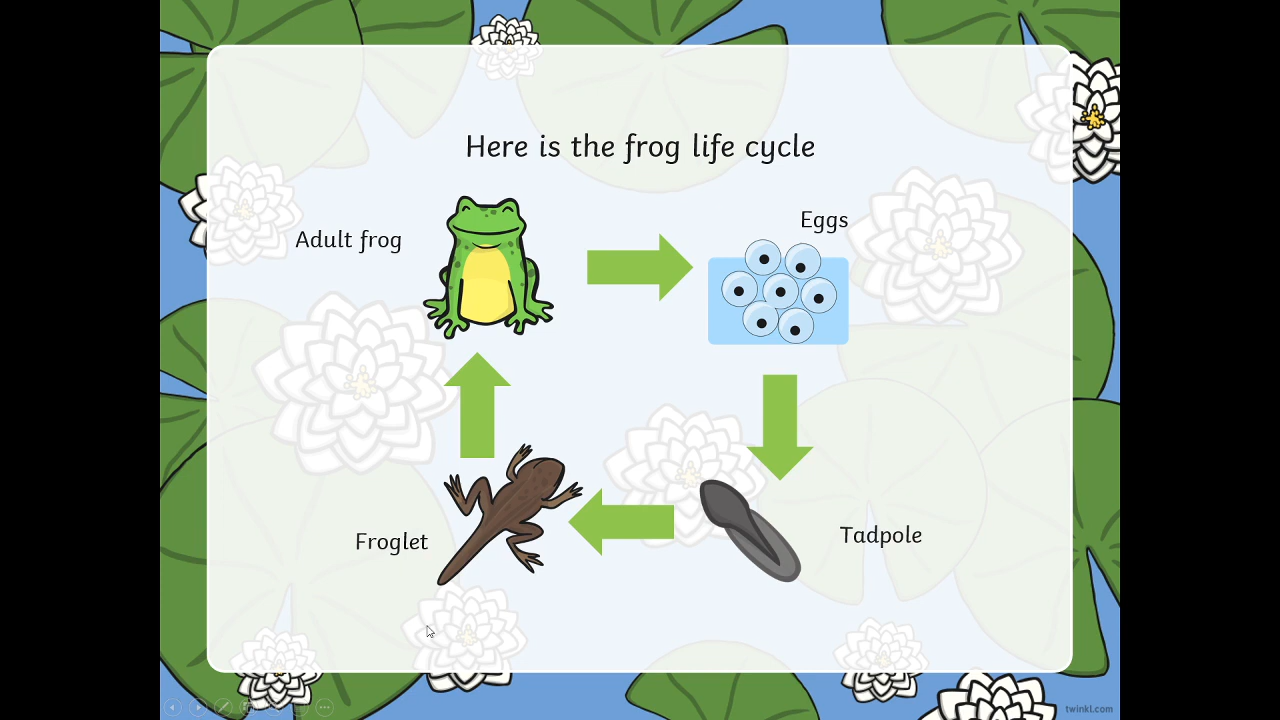 Here is the frog life cycle
Adult frog
Eggs
Froglet
Tadpole
twinkl.com